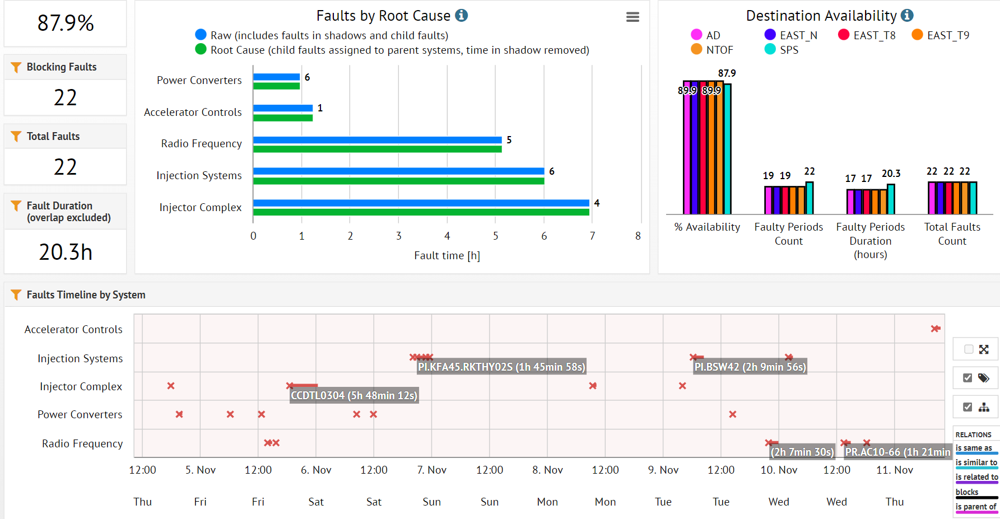 87.9%
Blocking Faults
22
Total Faults
22
Fault Duration
(overlap excluded)
20.3h
Faults by Root Cause
Raw (includes faults in shadows and child faults)
Root Cause (child faults assigned to parent systems, time in shadow removed)
Power Converters
6
Accelerator Controls
1
Radio Frequency
5
Injection Systems
6
Injector Complex
4
0 1 2 3 4 5 6 7 8
Fault time [h]
Destination Availability
AD EAST_N EAST_T8 EAST_T9
NTOF SPS
87.9
89.9 89.9
19 19 22
17 17 20.3
22 22 22
% Availability
Faulty Periods
Count
Faulty Periods
Duration
(hours)
Total Faults
Count
Faults Timeline by System
Accelerator Controls
Injection Systems
PI.KFA45.RKTHY02S (1h 45min 58s)
PI.BSW42 (2h 9min 56s)
Injector Complex
CCDTL0304 (5h 48min 12s)
Power Converters
Radio Frequency
(2h 7min 30s)
PR.AC10-66 (1h 21min
12:00 5. Nov 12:00 6. Nov 12:00 7. Nov 12:00 8. Nov 12:00 9. Nov 12:00 10. Nov 12:00 11. Nov
Thu Fri Fri Sat Sat Sun Sun Mon Mon Tue Tue Wed Wed Thu
RELATIONS
is same as
is similar to
is related to
blocks
is parent of